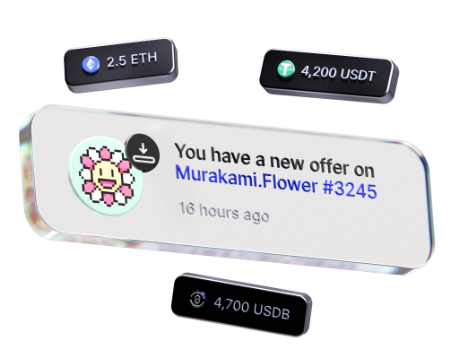 2.5 ETH
4,200 USDT
You have a new offer on
Murakami.Flower #3245
16 hours ago
4,700 USDB